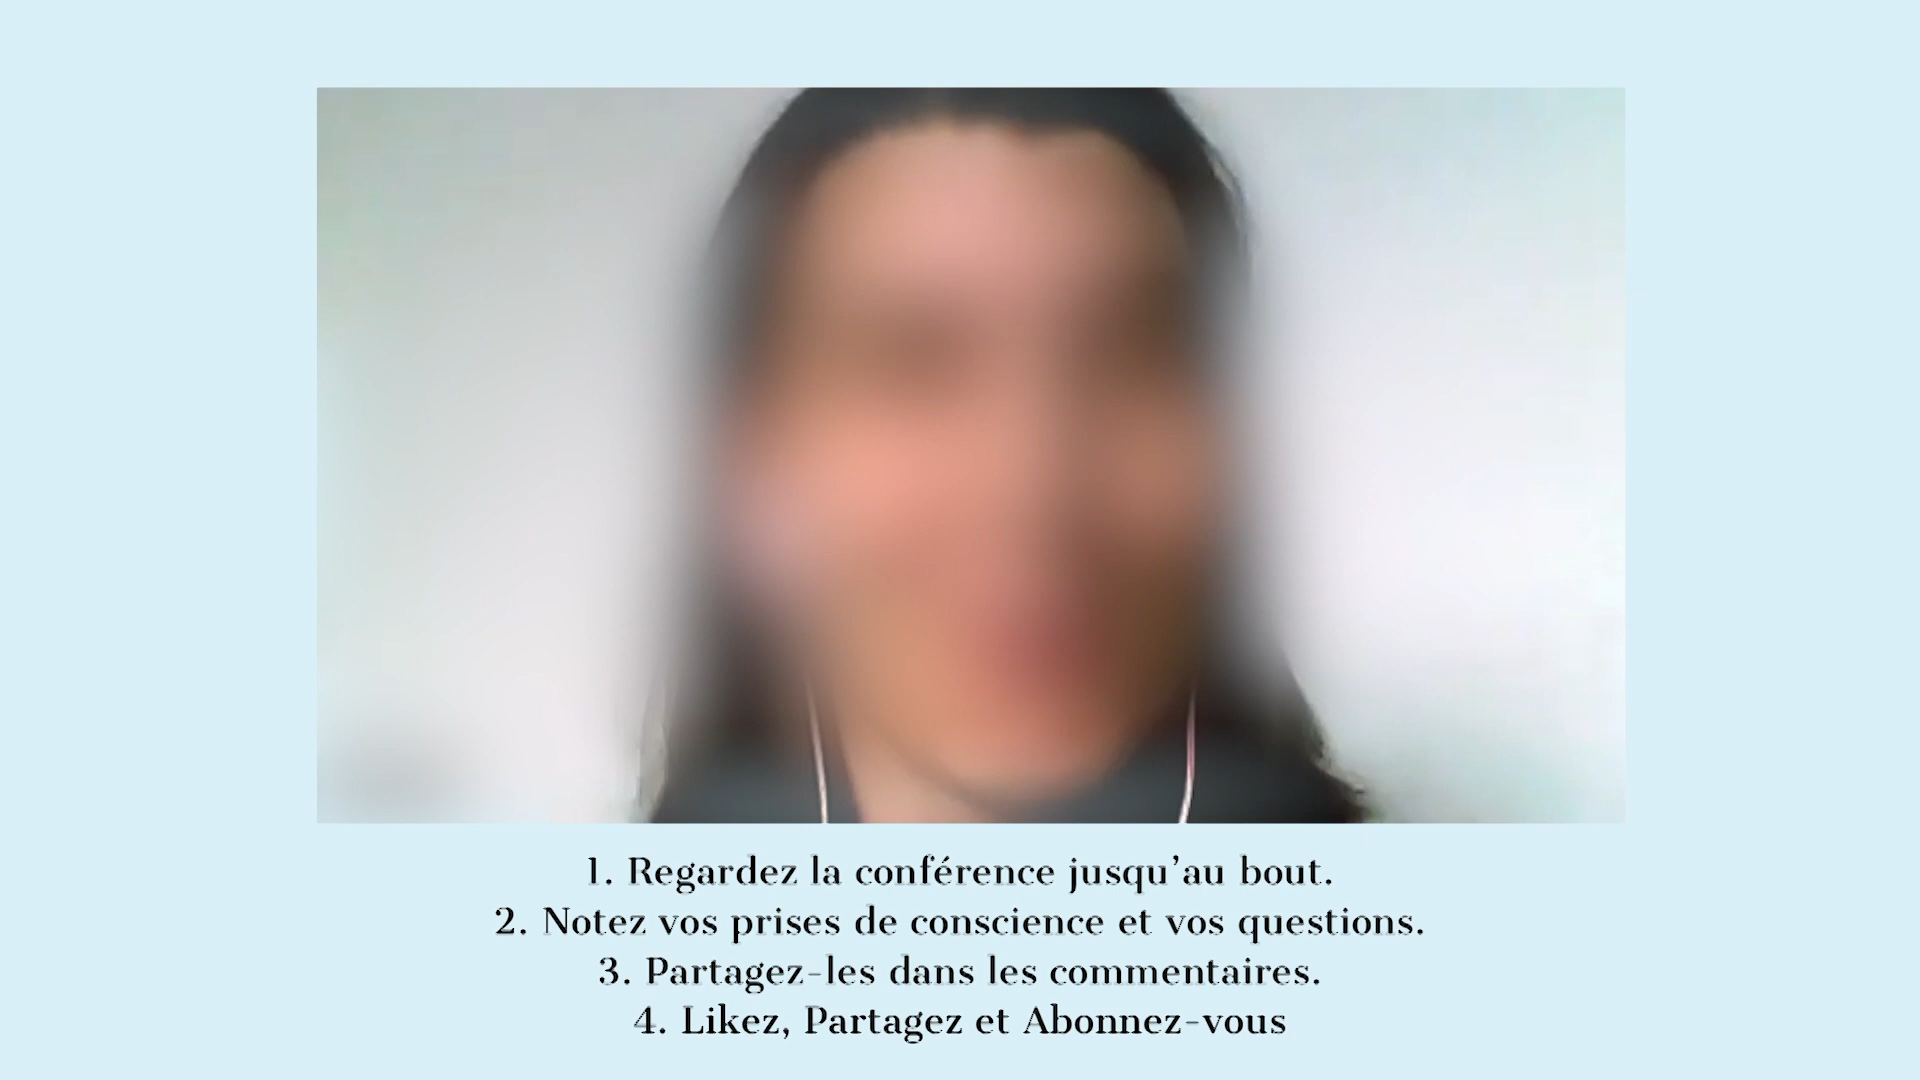 1. Regardez la conférence jusqu’au bout.
2. Notez vos prises de conscience et vos questions.
3. Partagez-les dans les commentaires.
4. Likez, Partagez et Abonnez-vous